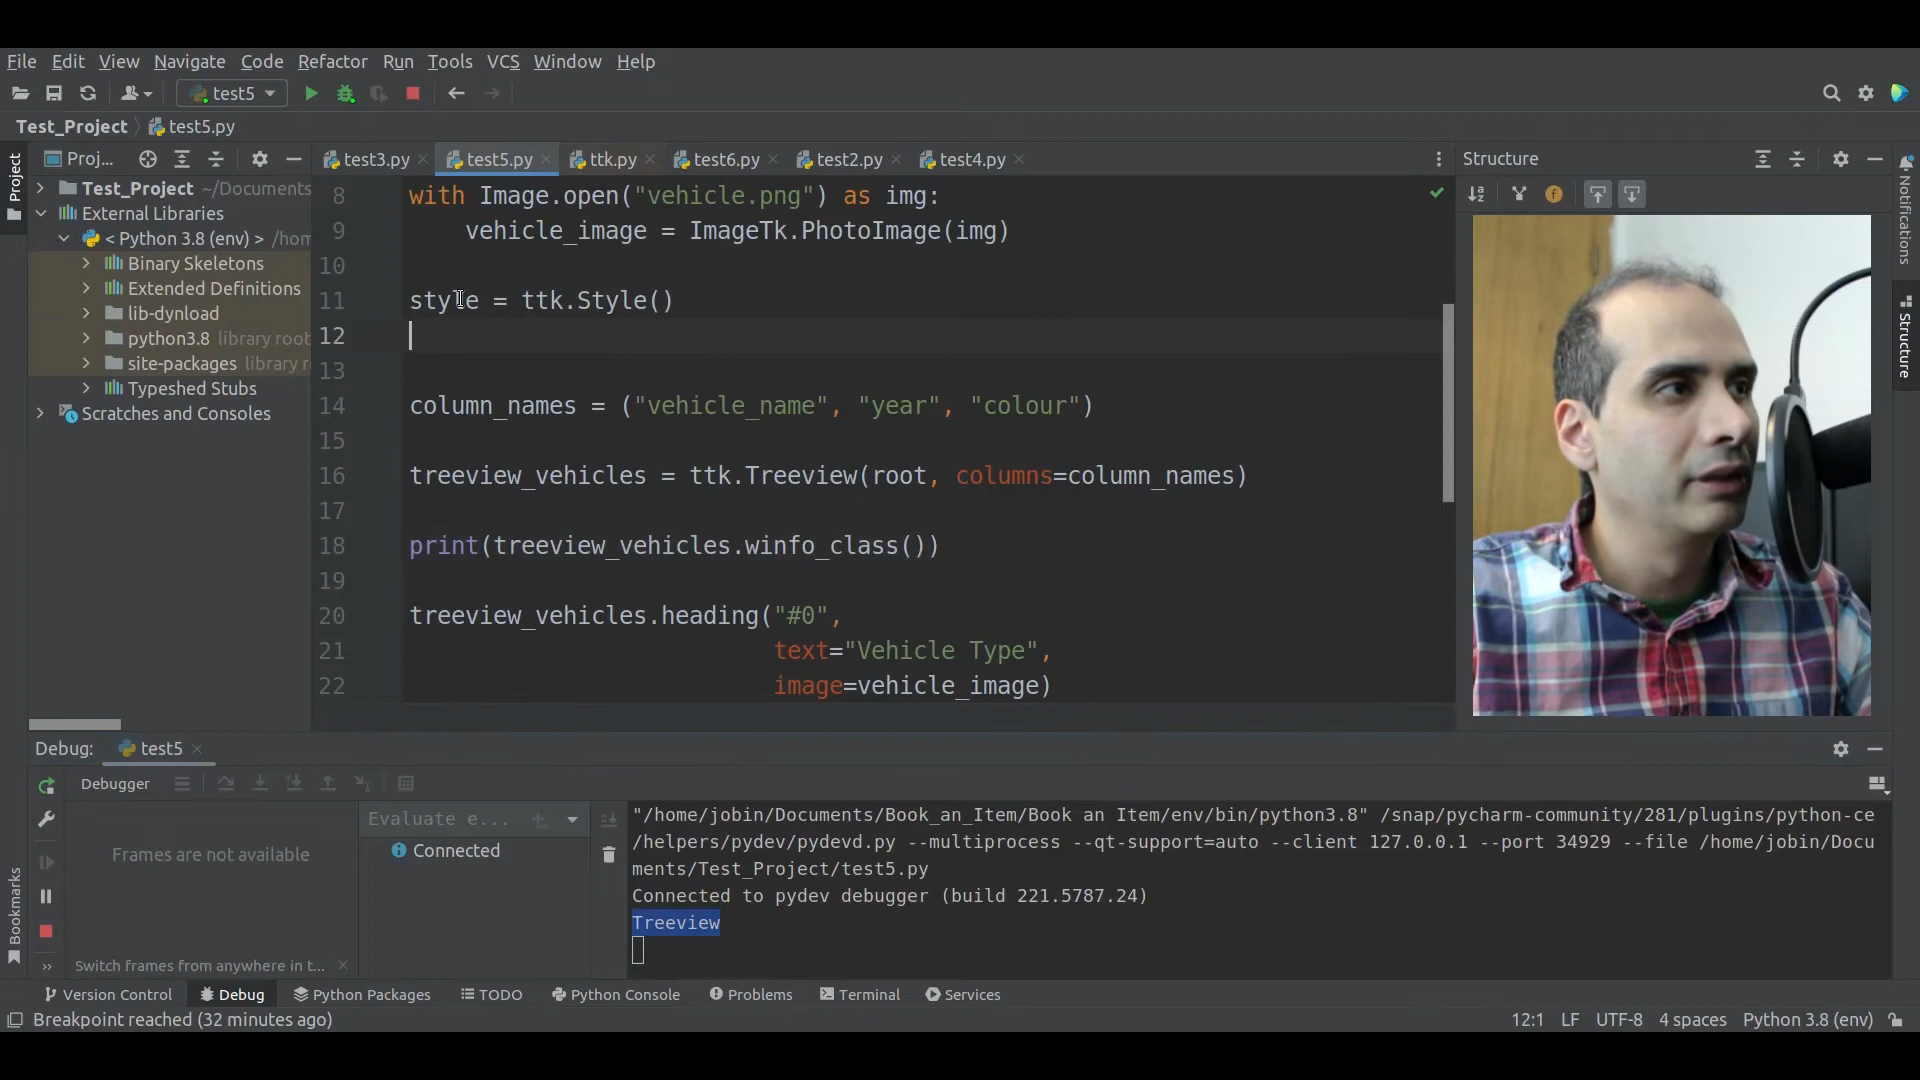 File Edit View Navigate Code Refactor Run Tools VCS Window Help
test5
Test_Project test5.py
Project
Proj...
test3.py test5.py ttk.py test6.py test2.py test4.py
Structure
Notifications
Structure
Test_Project ~/Documents
External Libraries
< Python 3.8 (env) > /hom
Binary Skeletons
Extended Definitions
lib-dynload
python3.8 library root
site-packages library r
Typeshed Stubs
Scratches and Consoles
8 with Image.open("vehicle.png") as img:
9 vehicle_image = ImageTk.PhotoImage(img)
10
11 style = ttk.Style()
12
13
14 column_names = ("vehicle_name", "year", "colour")
15
16 treeview_vehicles = ttk.Treeview(root, columns=column_names)
17
18 print(treeview_vehicles.winfo_class())
19
20 treeview_vehicles.heading("#0",
21 text="Vehicle Type",
22 image=vehicle_image)
Debug: test5
Debugger
Evaluate e...
Frames are not available
Connected
Switch frames from anywhere in t...
"/home/jobin/Documents/Book_an_Item/Book an Item/env/bin/python3.8" /snap/pycharm-community/281/plugins/python-ce
/helpers/pydev/pydevd.py --multiprocess --qt-support=auto --client 127.0.0.1 --port 34929 --file /home/jobin/Docu
ments/Test_Project/test5.py
Connected to pydev debugger (build 221.5787.24)
Treeview
Bookmarks
Version Control Debug Python Packages TODO Python Console Problems Terminal Services
Breakpoint reached (32 minutes ago)
12:1 LF UTF-8 4 spaces Python 3.8 (env)